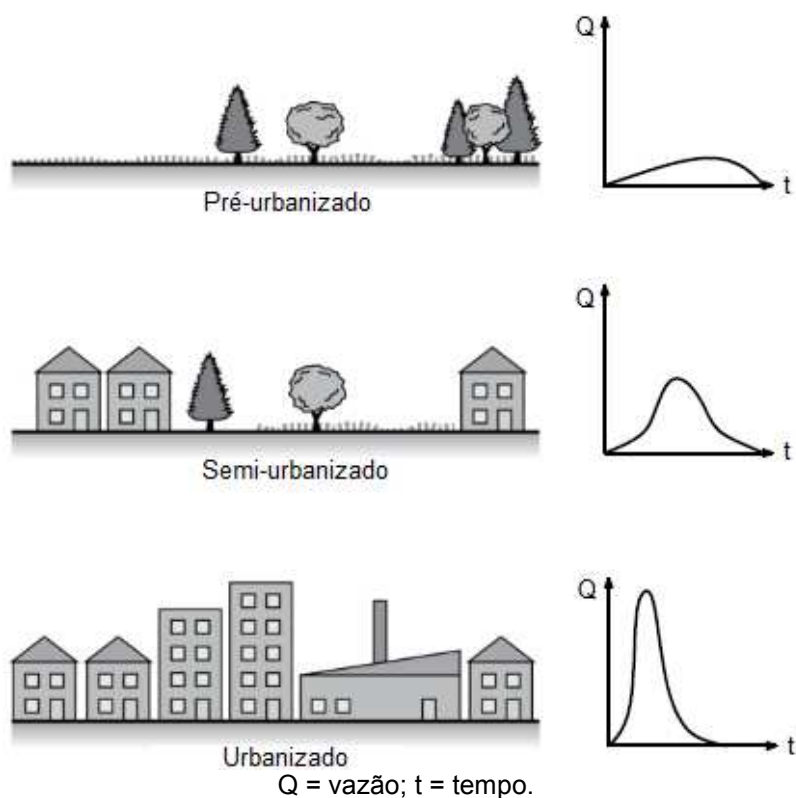 Q
t
Pré-urbanizado
Q
t
Semi-urbanizado
Q
t
Urbanizado
Q = vazão; t = tempo.